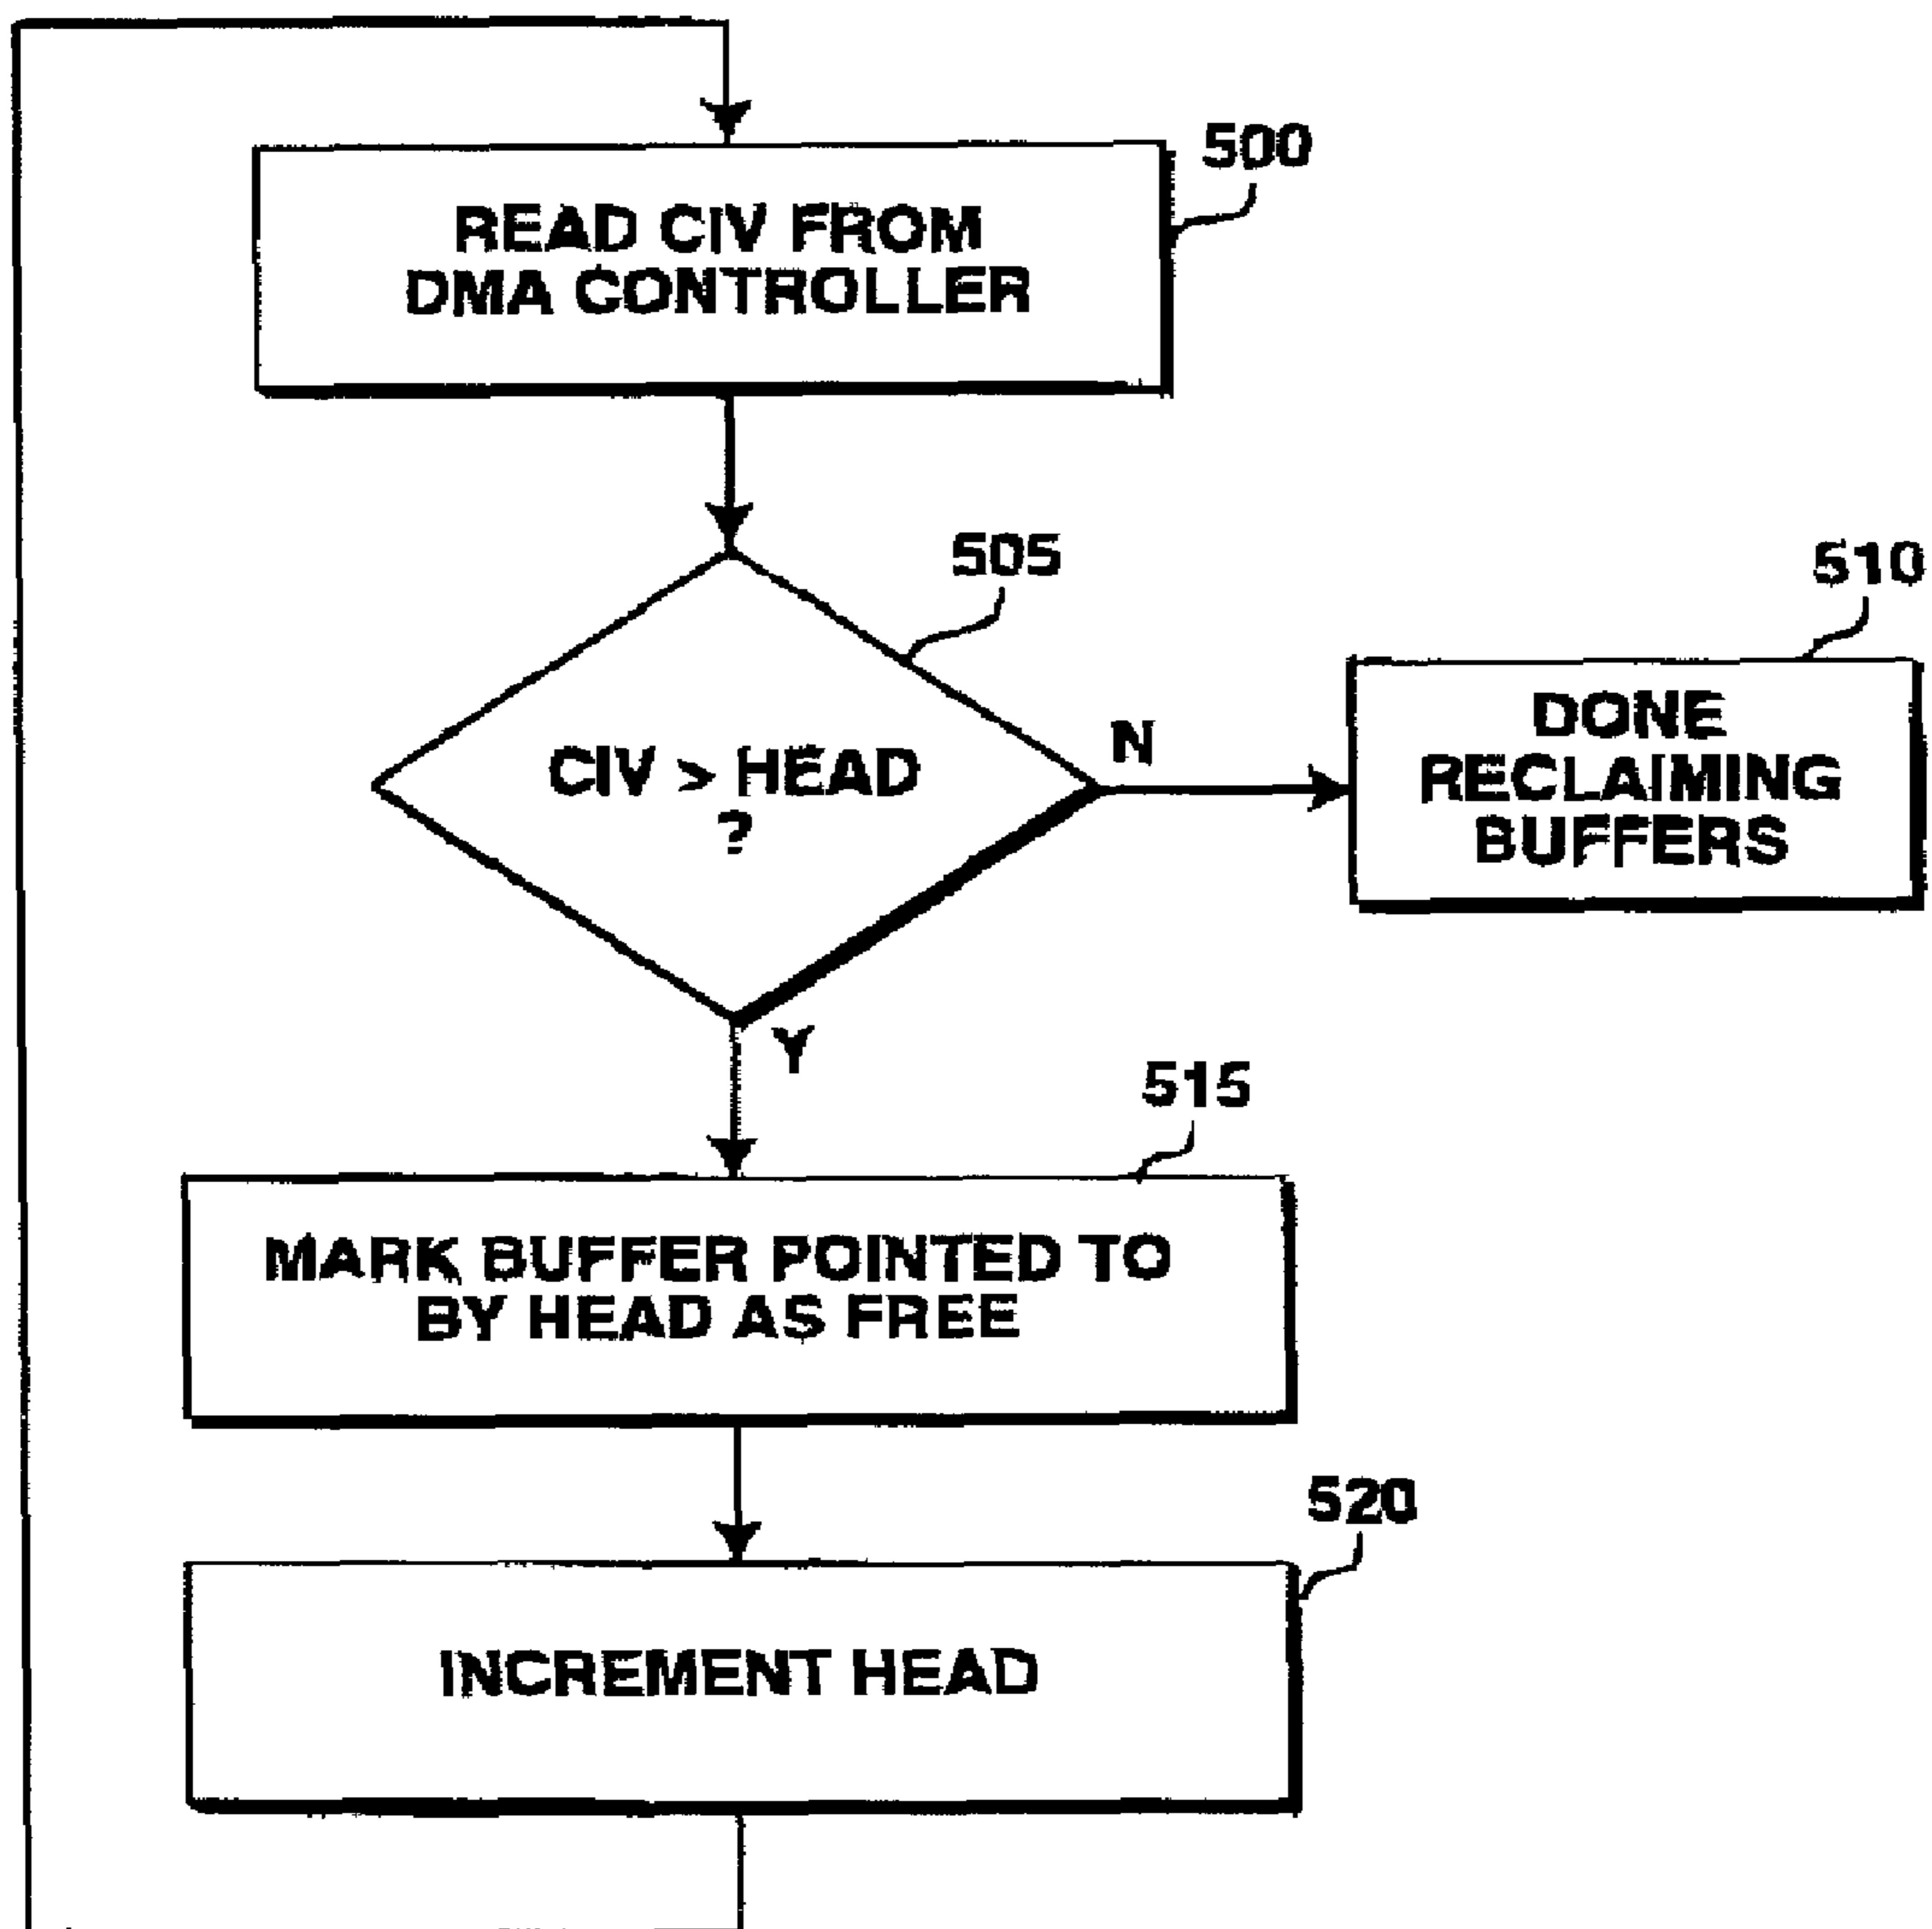 500
READ CIV FROM
DMA CONTROLLER
505
510
CIV > HEAD
?
N
DONE
RECLAIMING
BUFFERS
Y
515
MARK BUFFER POINTED TO
BY HEAD AS FREE
520
INCREMENT HEAD